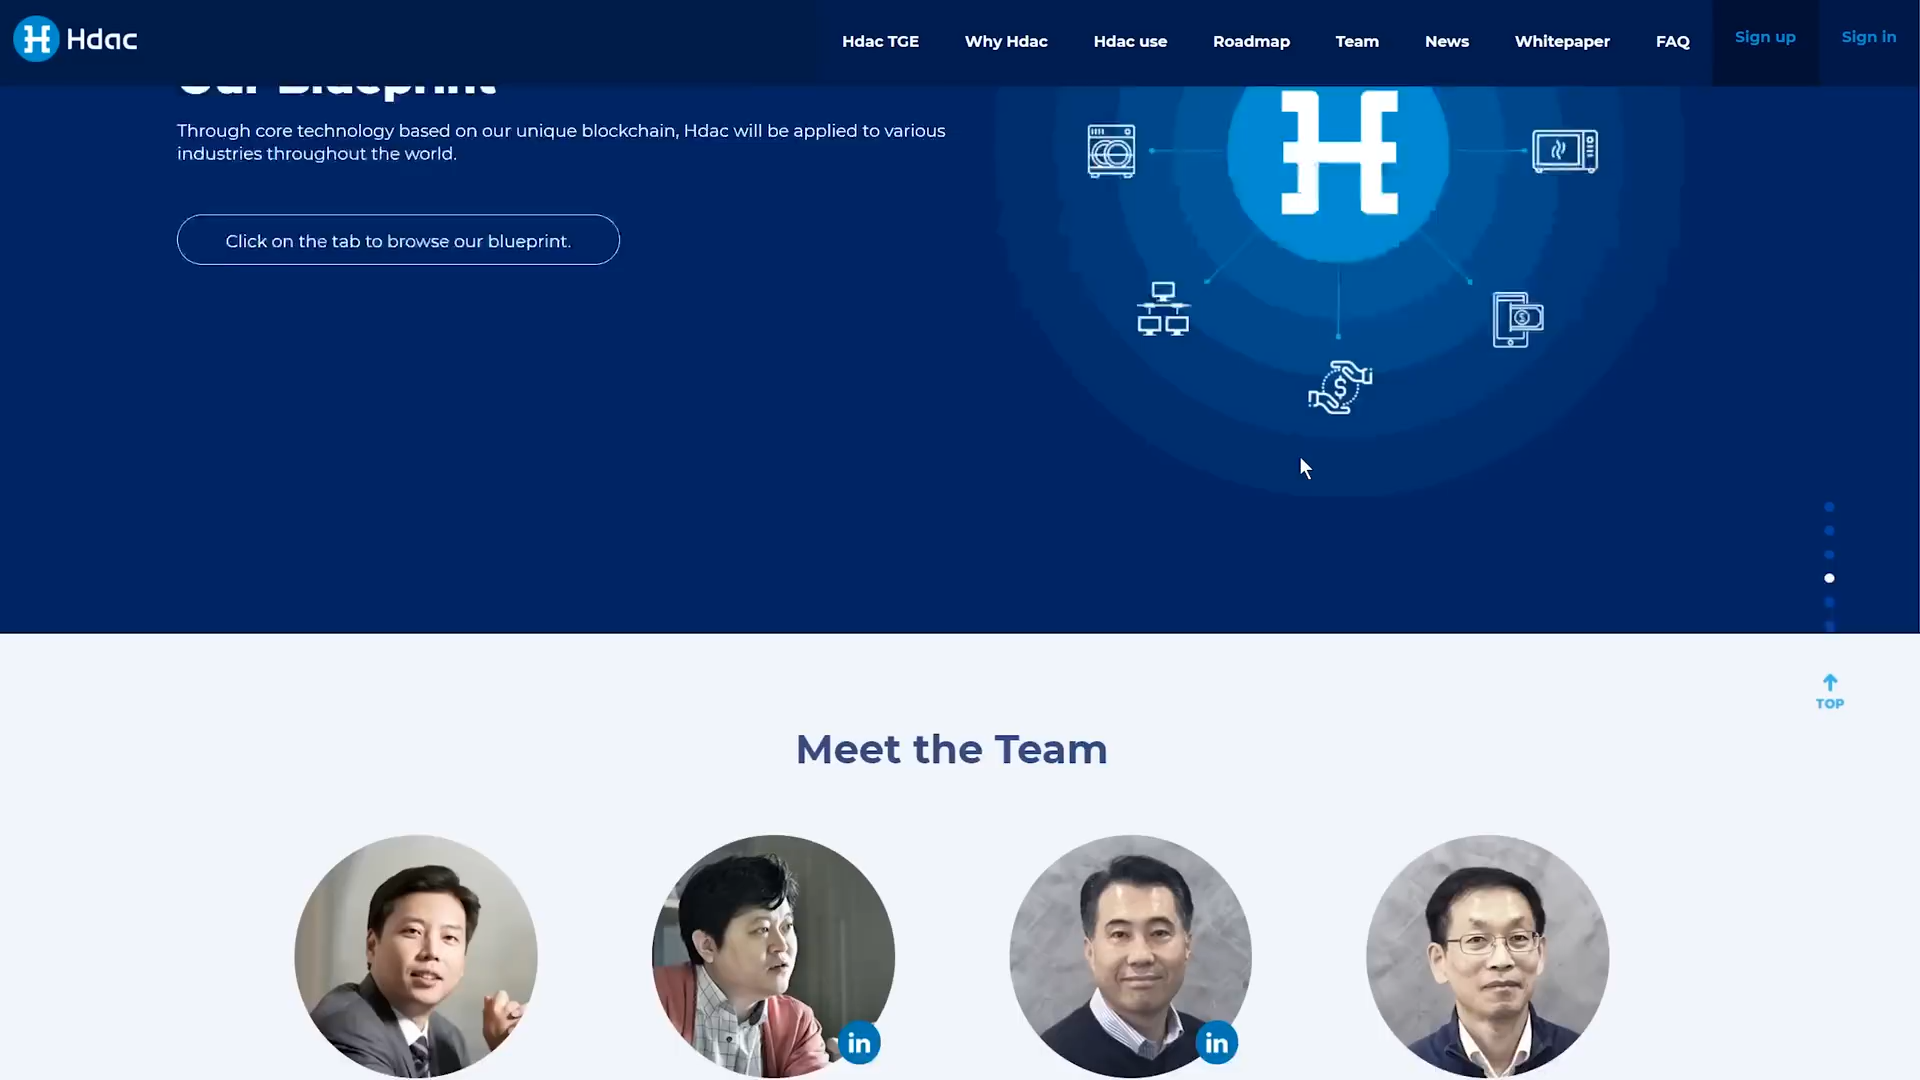 Hdac
Hdac TGE
Why Hdac
Hdac use
Roadmap
Team
News
Whitepaper
FAQ
Sign up
Sign in
Our Blueprint
Through core technology based on our unique blockchain, Hdac will be applied to various
industries throughout the world.
Click on the tab to browse our blueprint.
TOP
Meet the Team
in
in